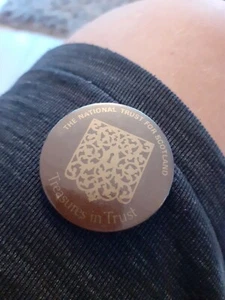 THE NATIONAL TRUST FOR SCOTLAND
Treasures in Trust